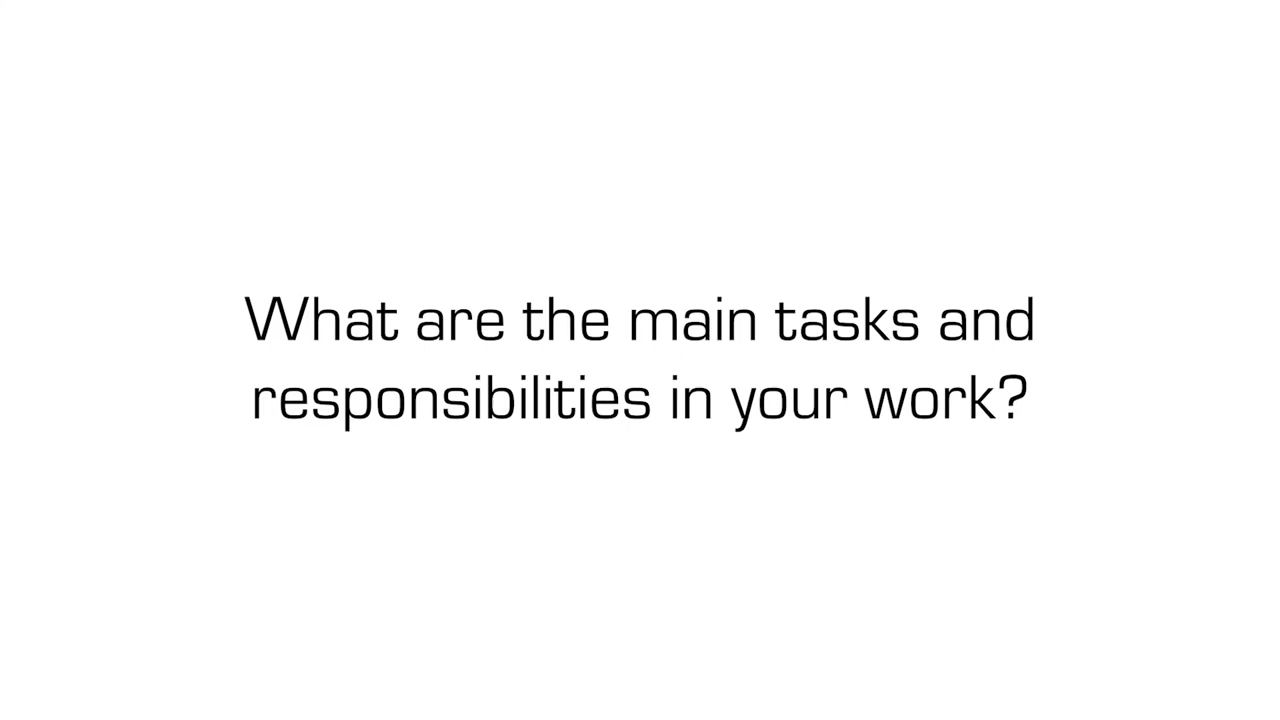 What are the main tasks and
responsibilities in your work?